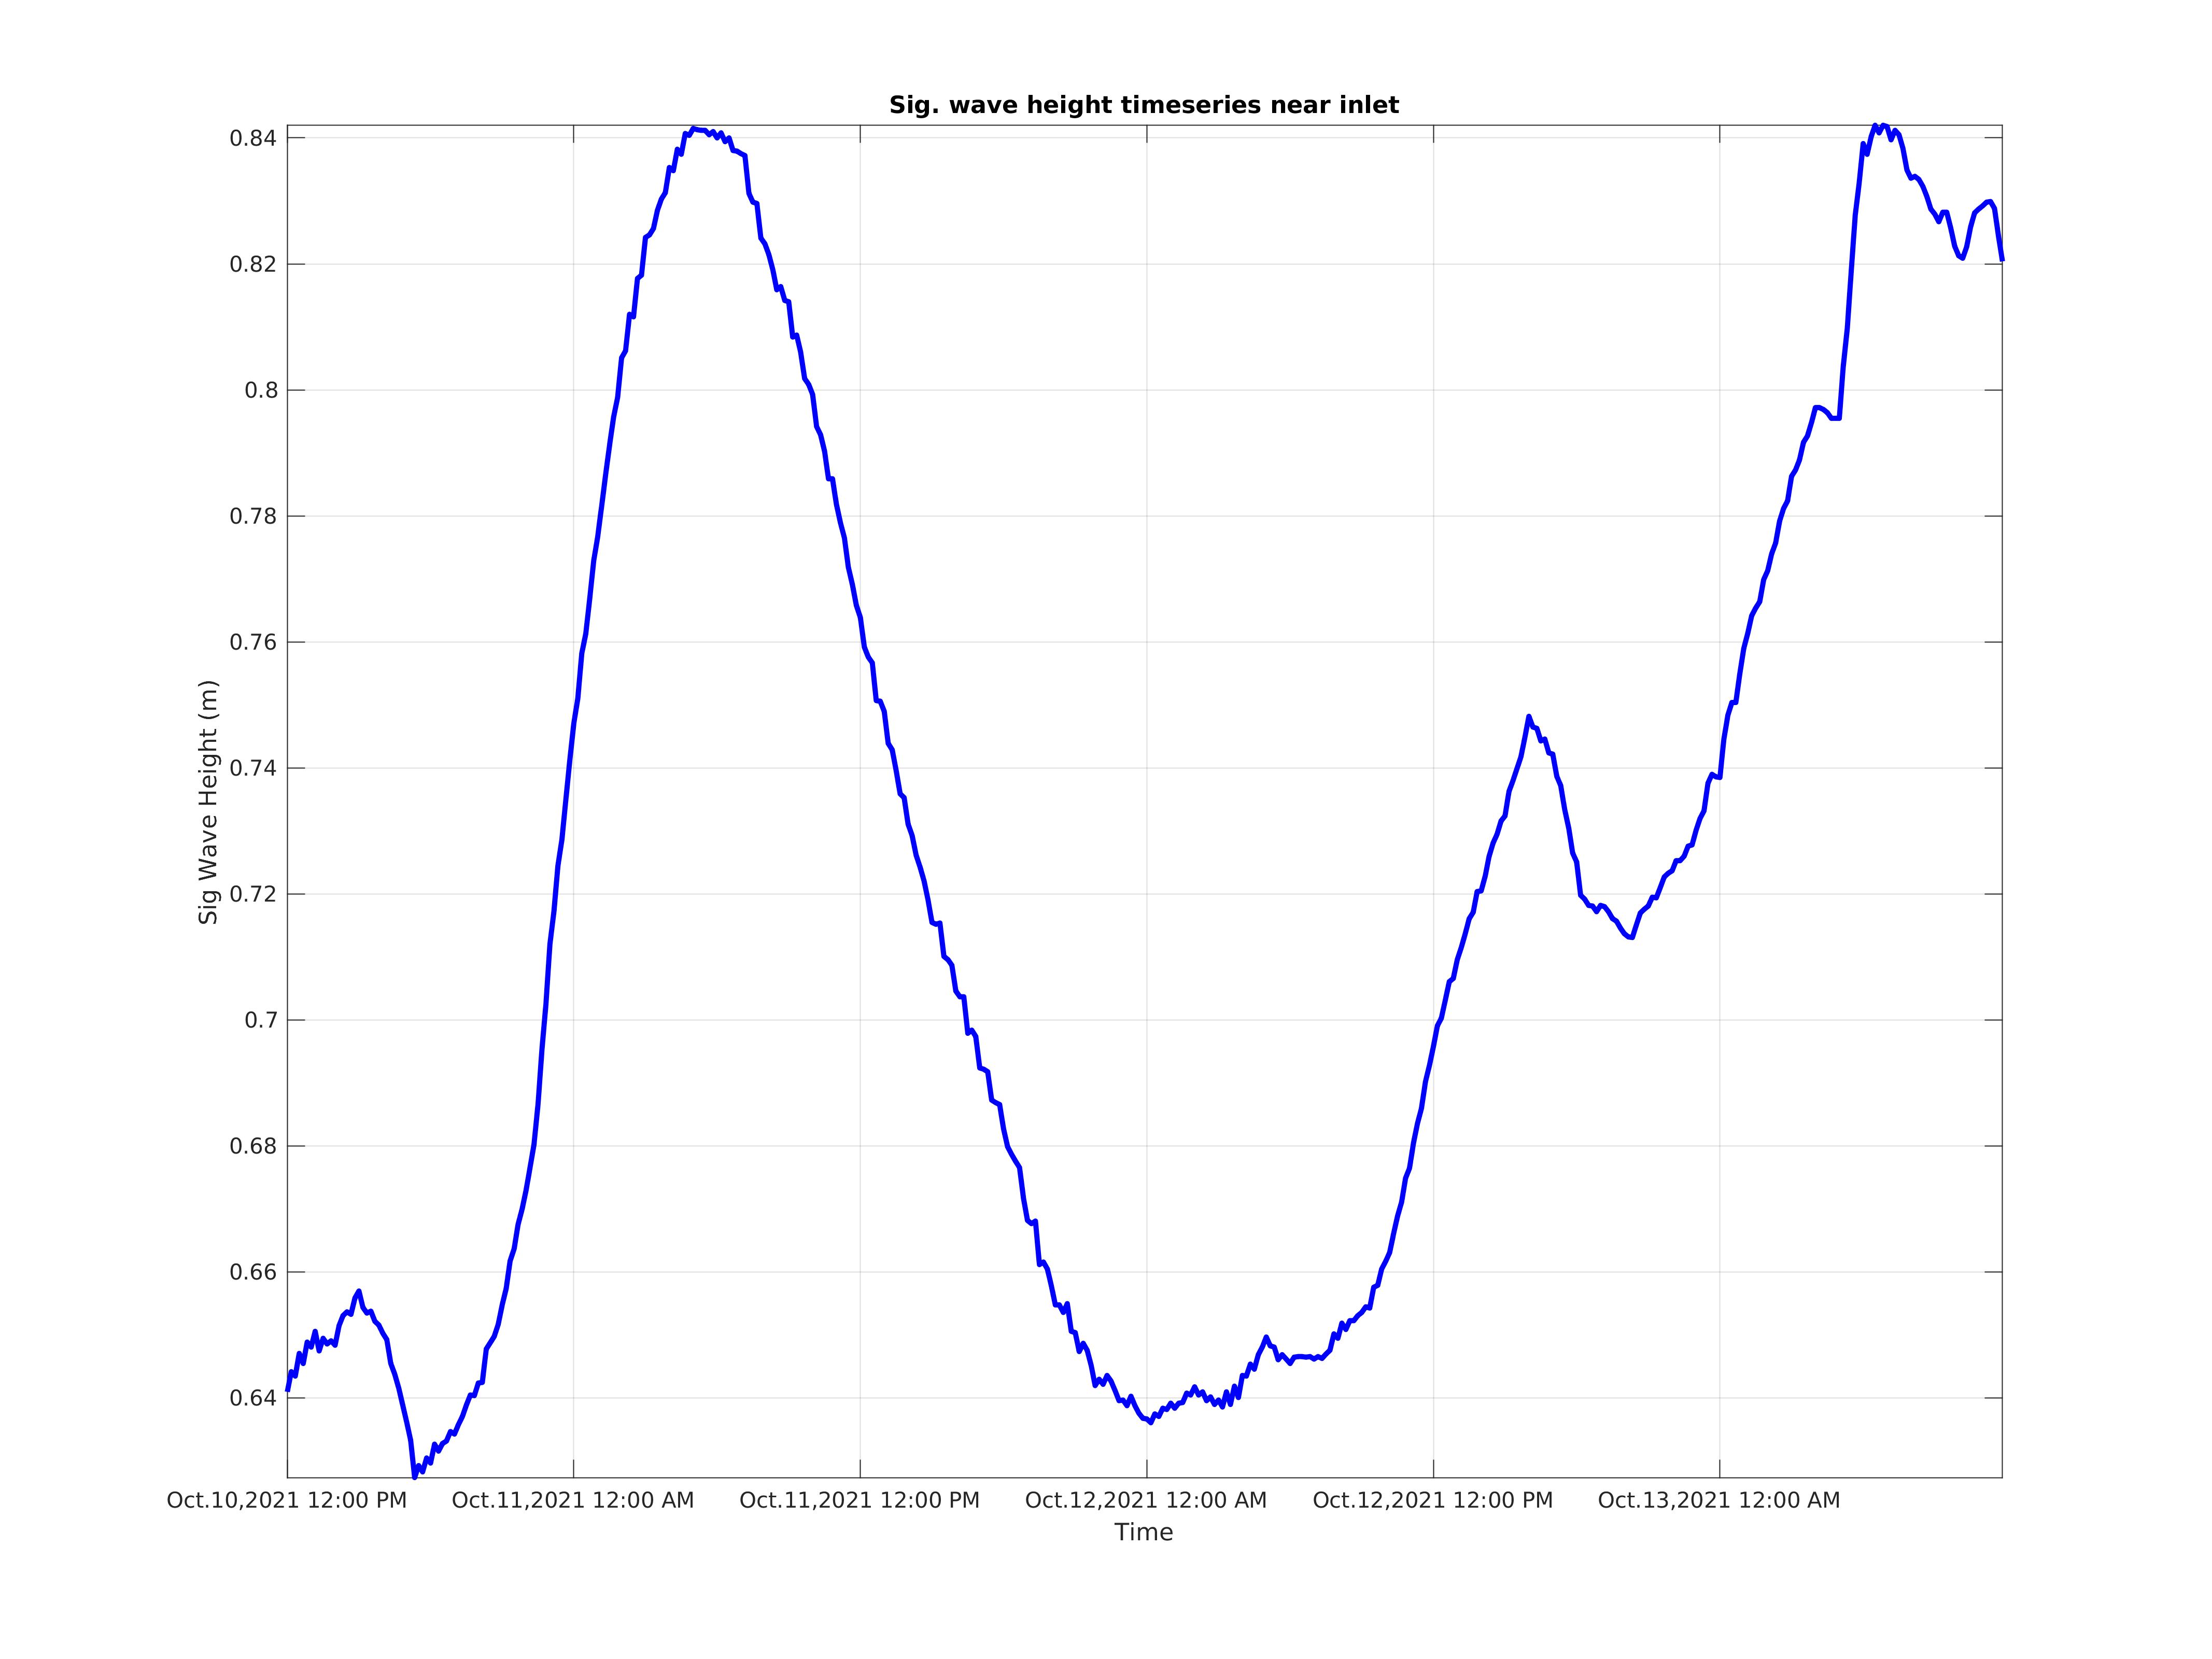 Sig. wave height timeseries near inlet
0.84
0.82
0.8
0.78
0.76
0.74
0.72
0.7
0.68
0.66
0.64
Sig Wave Height (m)
Oct.10,2021 12:00 PM Oct.11,2021 12:00 AM Oct.11,2021 12:00 PM Oct.12,2021 12:00 AM Oct.12,2021 12:00 PM Oct.13,2021 12:00 AM
Time